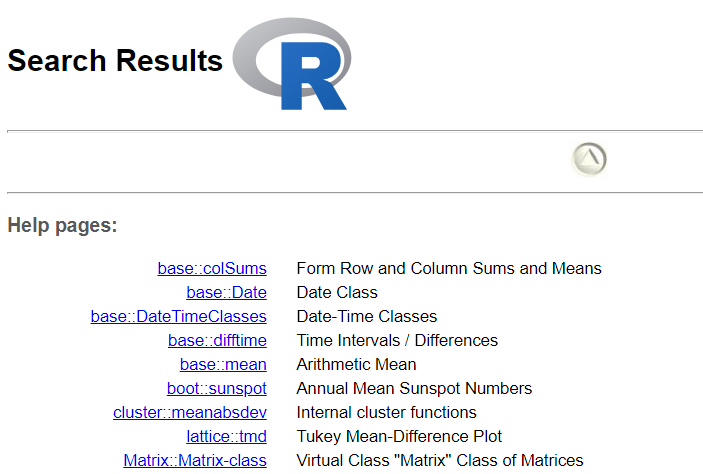 Search Results R
Help pages:
base::colSums Form Row and Column Sums and Means
base::Date Date Class
base::DateTimeClasses Date-Time Classes
base::difftime Time Intervals / Differences
base::mean Arithmetic Mean
boot::sunspot Annual Mean Sunspot Numbers
cluster::meanabsdev Internal cluster functions
lattice::tmd Tukey Mean-Difference Plot
Matrix::Matrix-class Virtual Class "Matrix" Class of Matrices